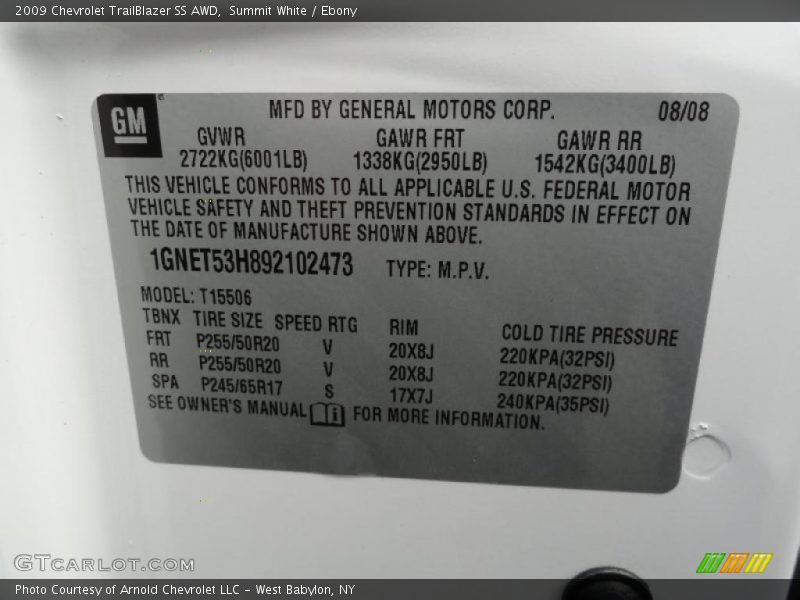 2009 Chevrolet TrailBlazer SS AWD,  Summit White / Ebony
GM
MFD BY GENERAL MOTORS CORP. 08/08
GVWR GAWR FRT GAWR RR
2722KG(6001LB) 1338KG(2950LB) 1542KG(3400LB)
THIS VEHICLE CONFORMS TO ALL APPLICABLE U.S. FEDERAL MOTOR
VEHICLE SAFETY AND THEFT PREVENTION STANDARDS IN EFFECT ON
THE DATE OF MANUFACTURE SHOWN ABOVE.
1GNET53H892102473 TYPE: M.P.V.
MODEL: T15506
TBNX TIRE SIZE SPEED RTG RIM COLD TIRE PRESSURE
FRT P255/50R20 V 20X8J 220KPA(32PSI)
RR P255/50R20 V 20X8J 220KPA(32PSI)
SPA P245/65R17 S 17X7J 240KPA(35PSI)
SEE OWNER'S MANUAL i FOR MORE INFORMATION.
GTCARLOT.COM
Photo Courtesy of Arnold Chevrolet LLC - West Babylon, NY